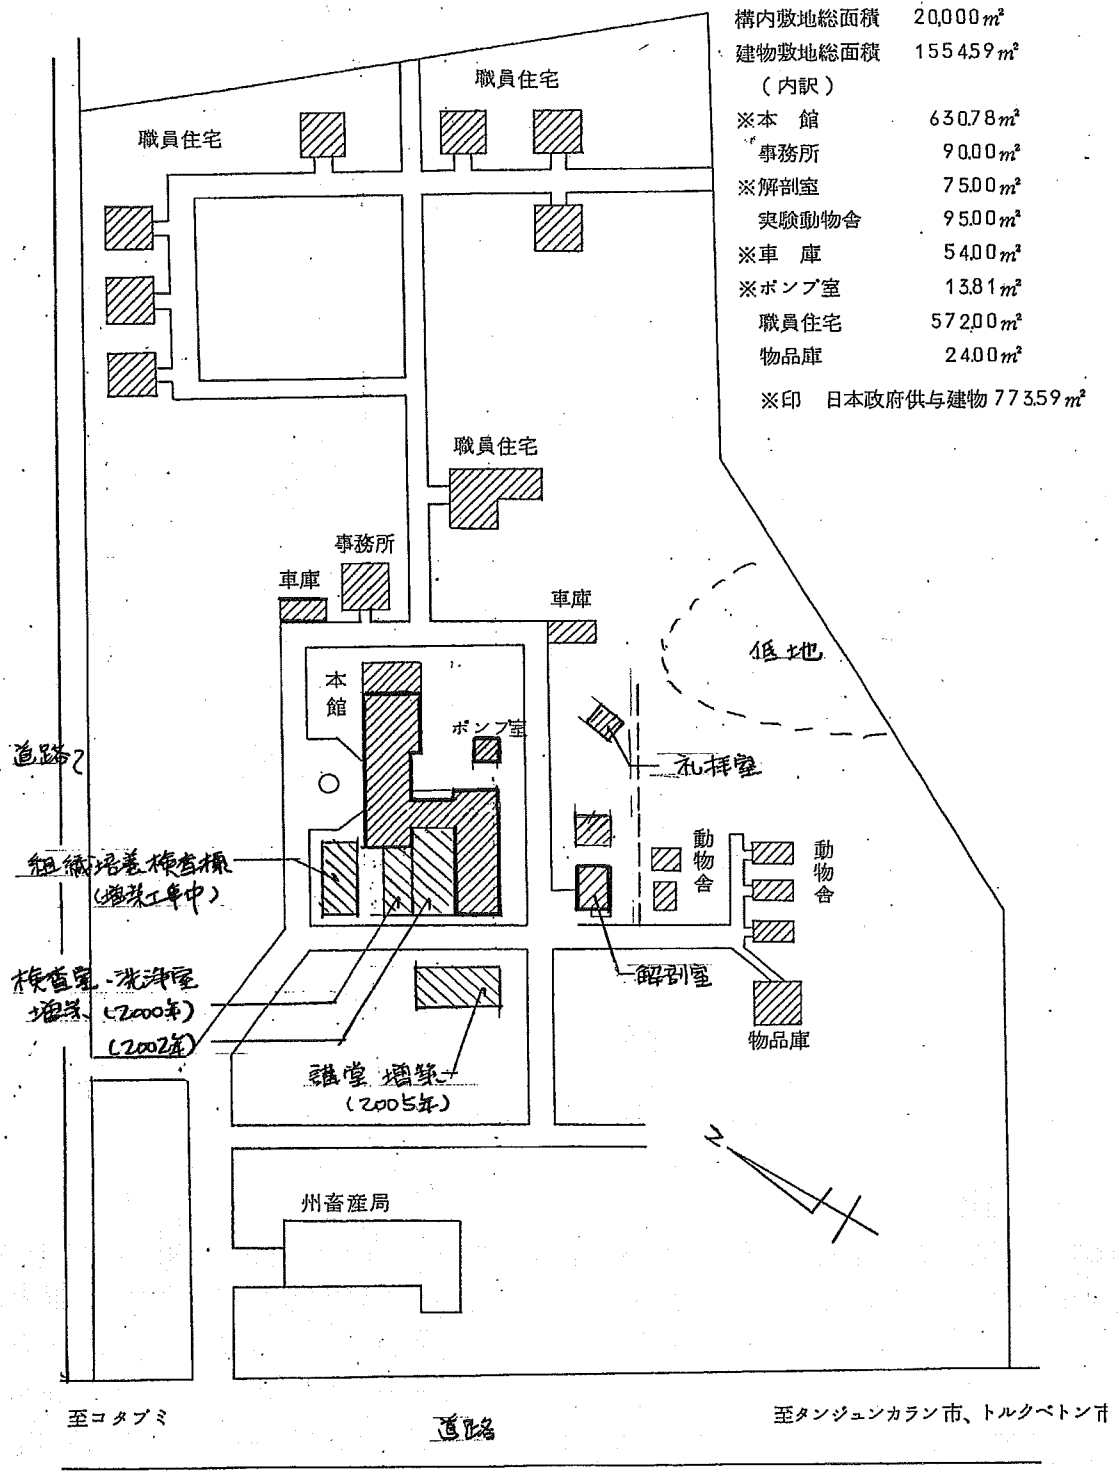 構内敷地総面積 20,000㎡
建物敷地総面積 1554.59㎡
(内訳)
※本 館 630.78㎡
事務所 90.00㎡
※解剖室 75.00㎡
実験動物舎 95.00㎡
※車 庫 54.00㎡
※ポンプ室 13.81㎡
職員住宅 572.00㎡
物品庫 24.00㎡
※印 日本政府供与建物 773.59㎡
職員住宅
職員住宅
職員住宅
事務所
車庫
車庫
低地
本館
ポンプ室
道路
礼拝室
動物舎
動物舎
組織培養検査棟
(増築工事中)
解剖室
検査室・洗浄室
増築 (2000年)
(2002年)
物品庫
講堂 増築
(2005年)
N
州畜産局
至コタブミ
道路
至タンジュンカラン市、トルクベトン市